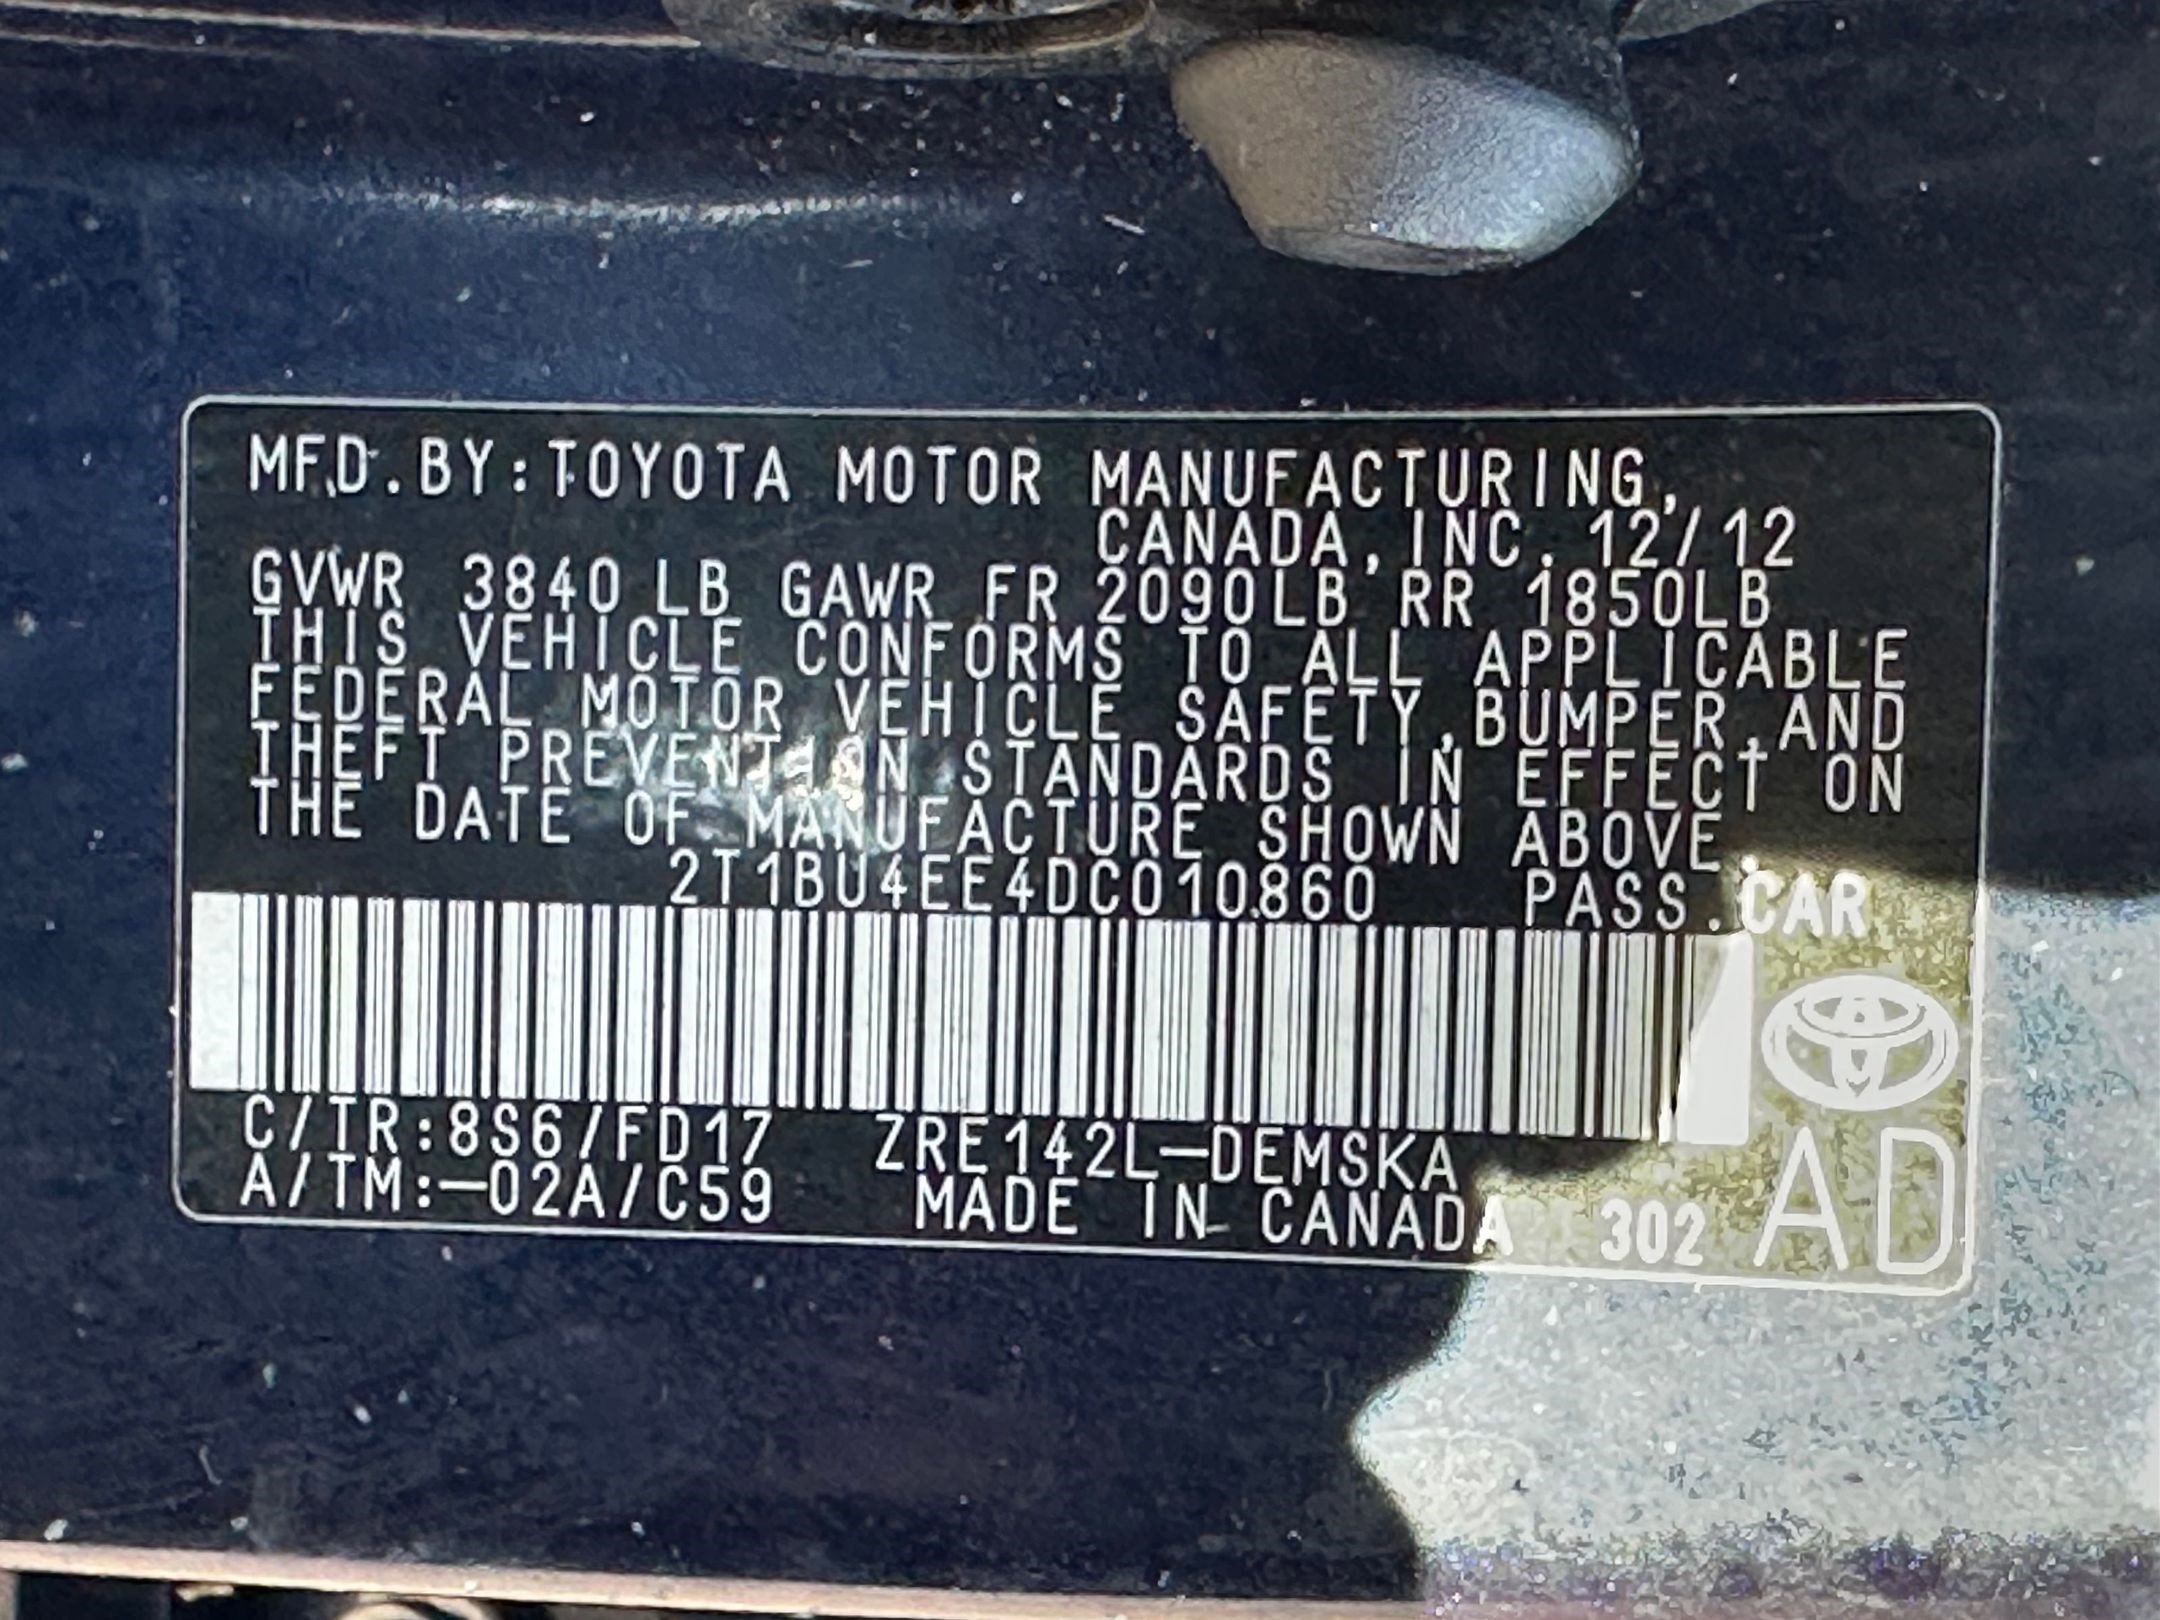 MFD.BY:TOYOTA MOTOR MANUFACTURING,
CANADA,INC. 12/12
GVWR 3840LB GAWR FR 2090LB RR 1850LB
THIS VEHICLE CONFORMS TO ALL APPLICABLE
FEDERAL MOTOR VEHICLE SAFETY,BUMPER,AND
THEFT PREVENTION STANDARDS IN EFFECT ON
THE DATE OF MANUFACTURE SHOWN ABOVE.
2T1BU4EE4DC010860 PASS.CAR
C/TR:8S6/FD17 ZRE142L-DEMSKA
A/TM:-02A/C59 MADE IN CANADA 302 AD